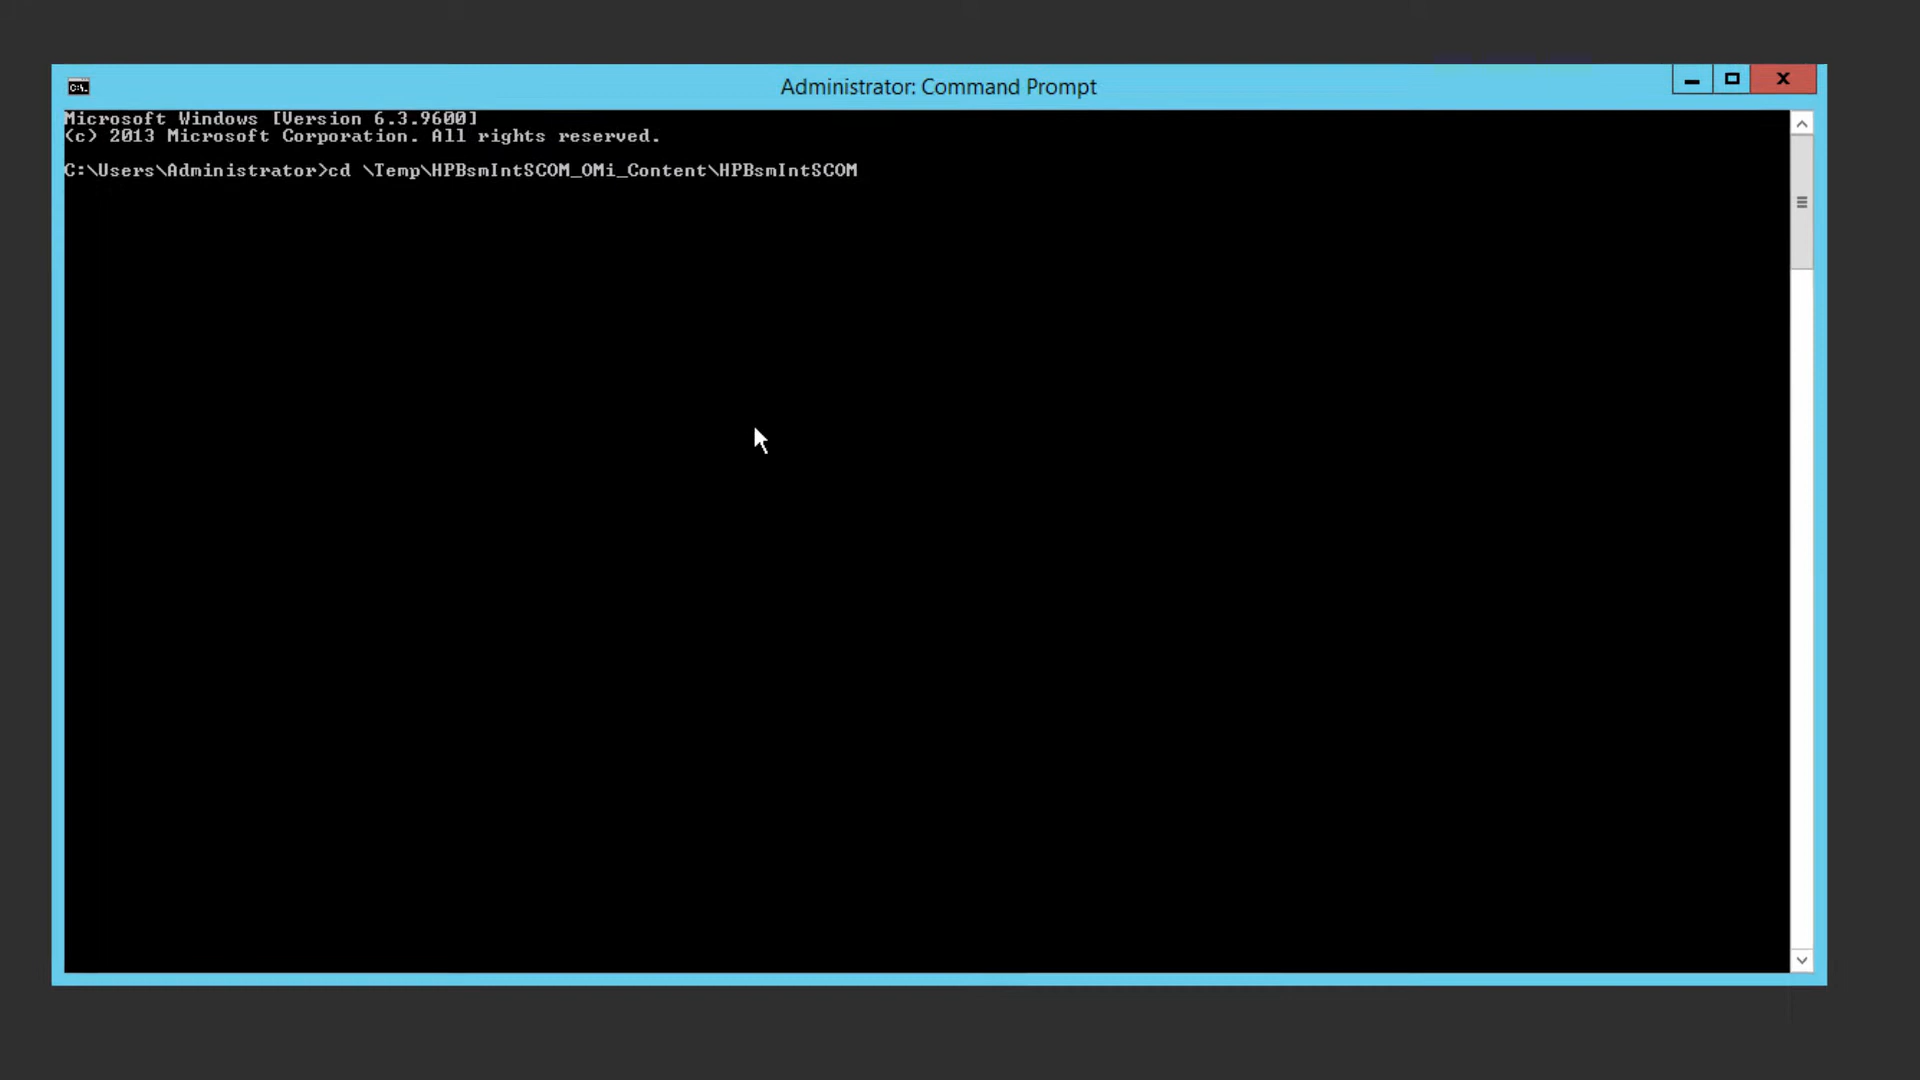 Administrator: Command Prompt
Microsoft Windows [Version 6.3.9600]
(c) 2013 Microsoft Corporation. All rights reserved.
C:\Users\Administrator>cd \Temp\HPBsmIntSCOM_OMi_Content\HPBsmIntSCOM